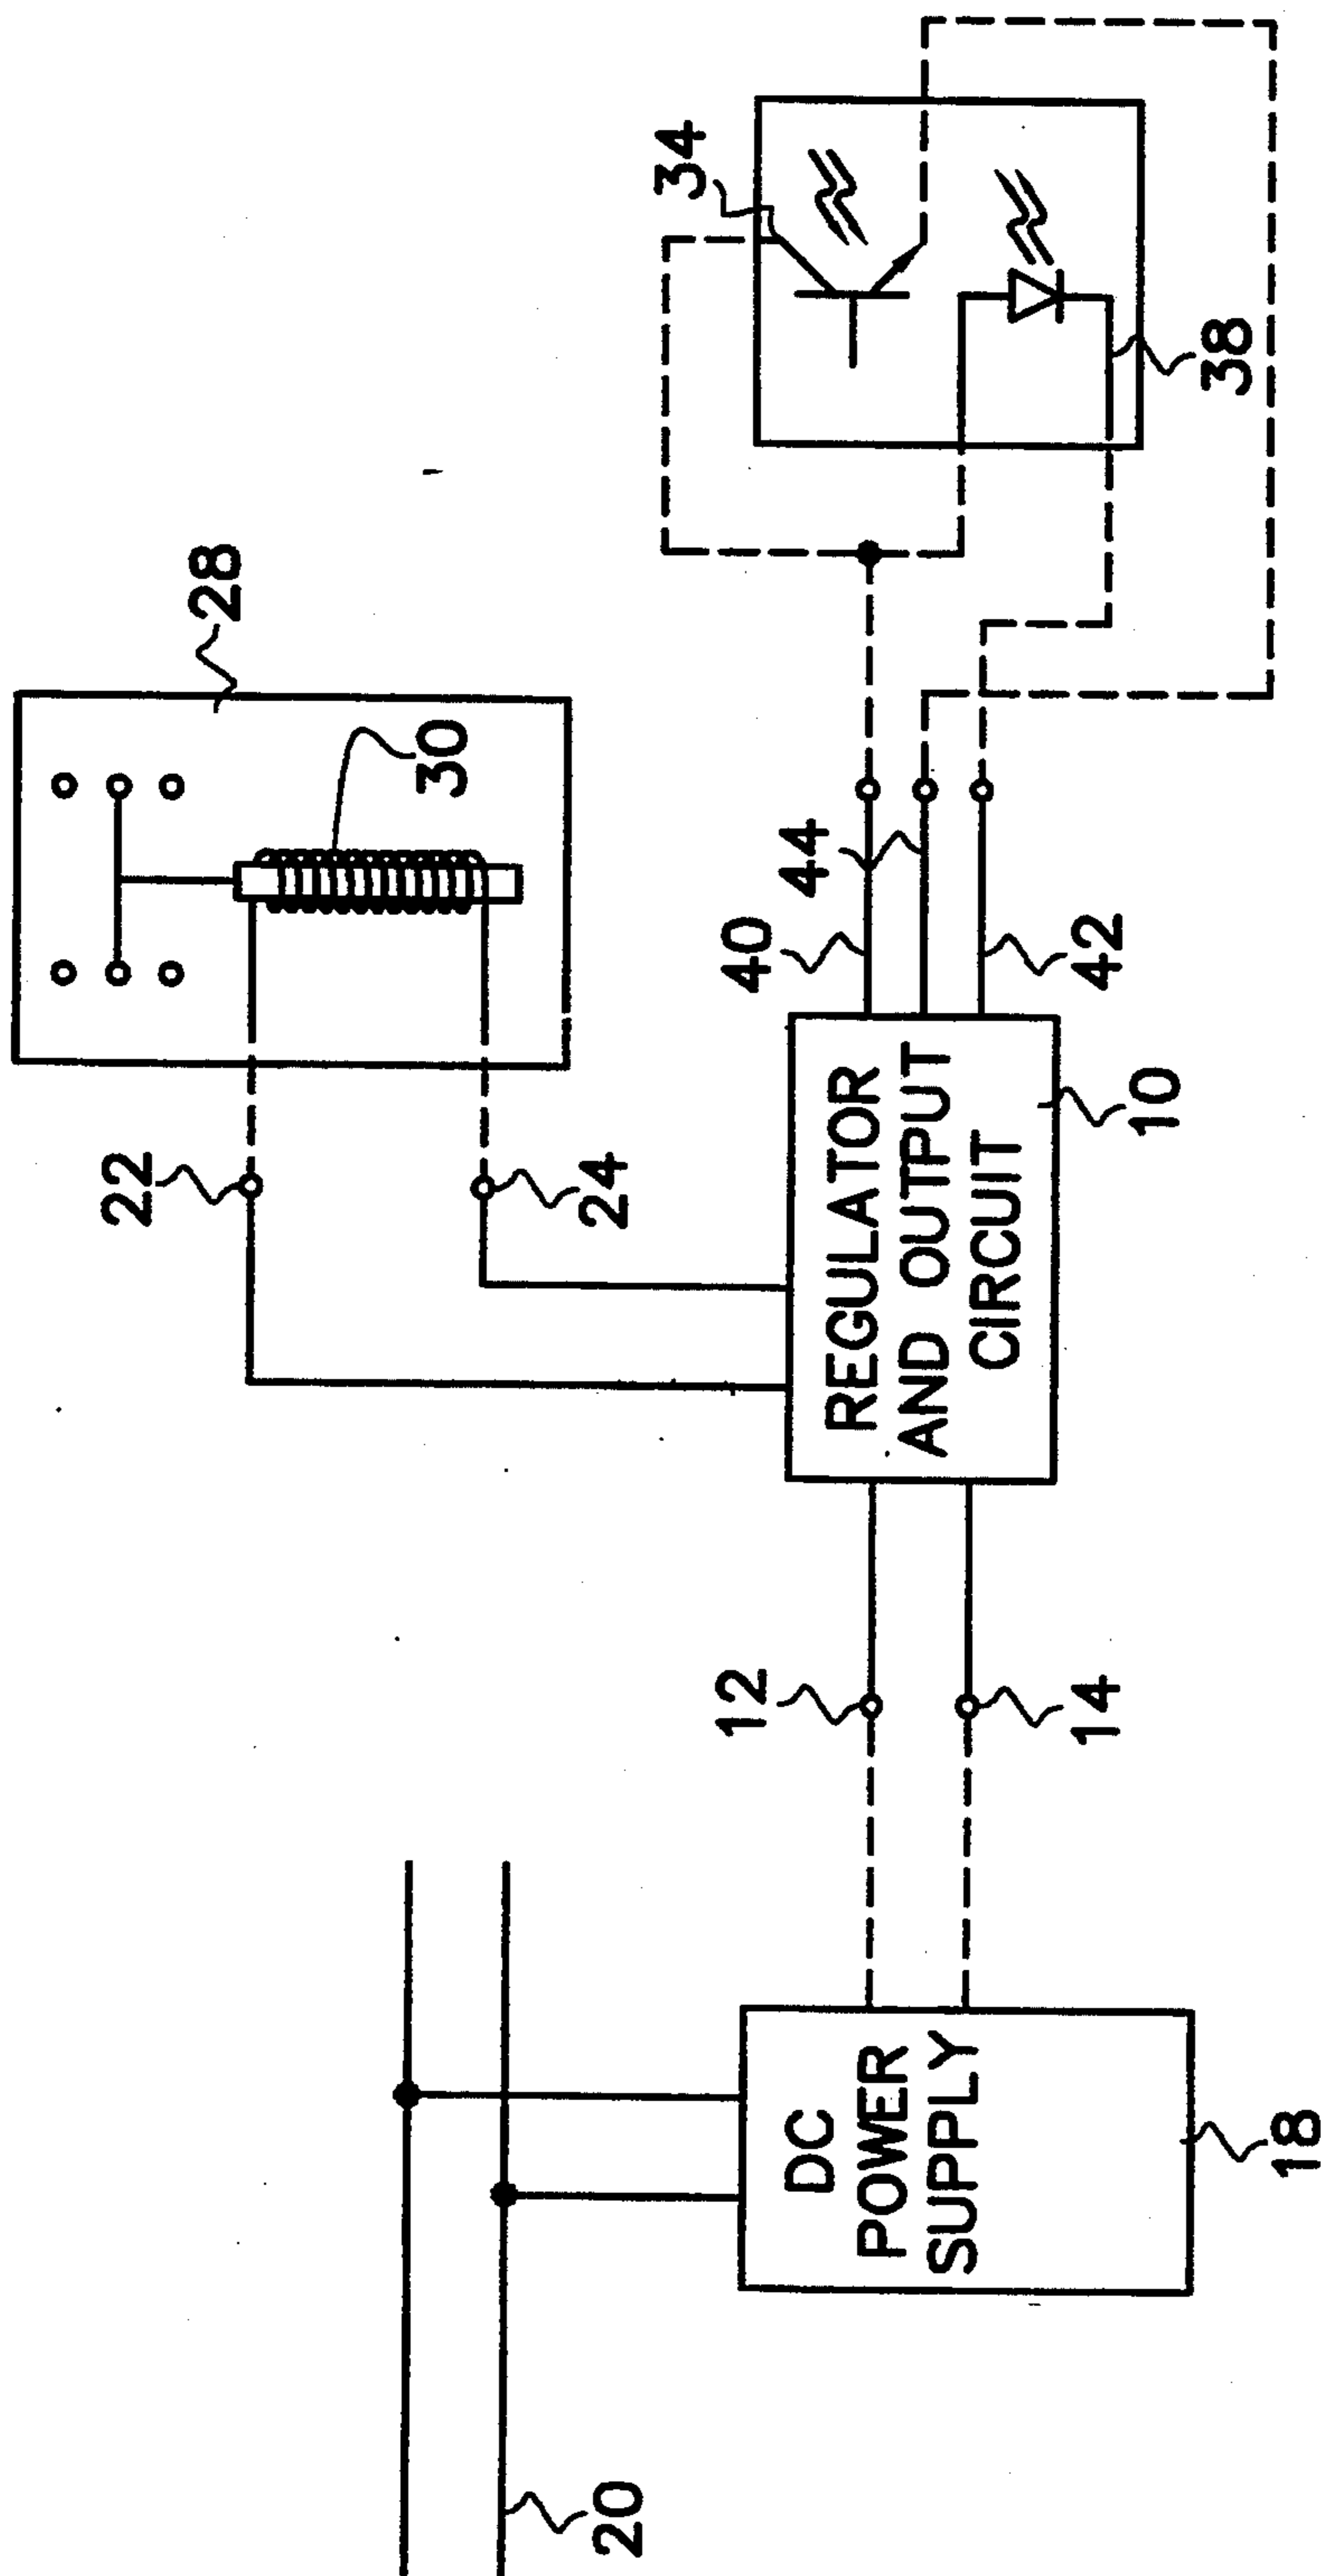 20
DC
POWER
SUPPLY
18
12
14
22
24
28
30
REGULATOR
AND OUTPUT
CIRCUIT
10
40
44
42
34
38